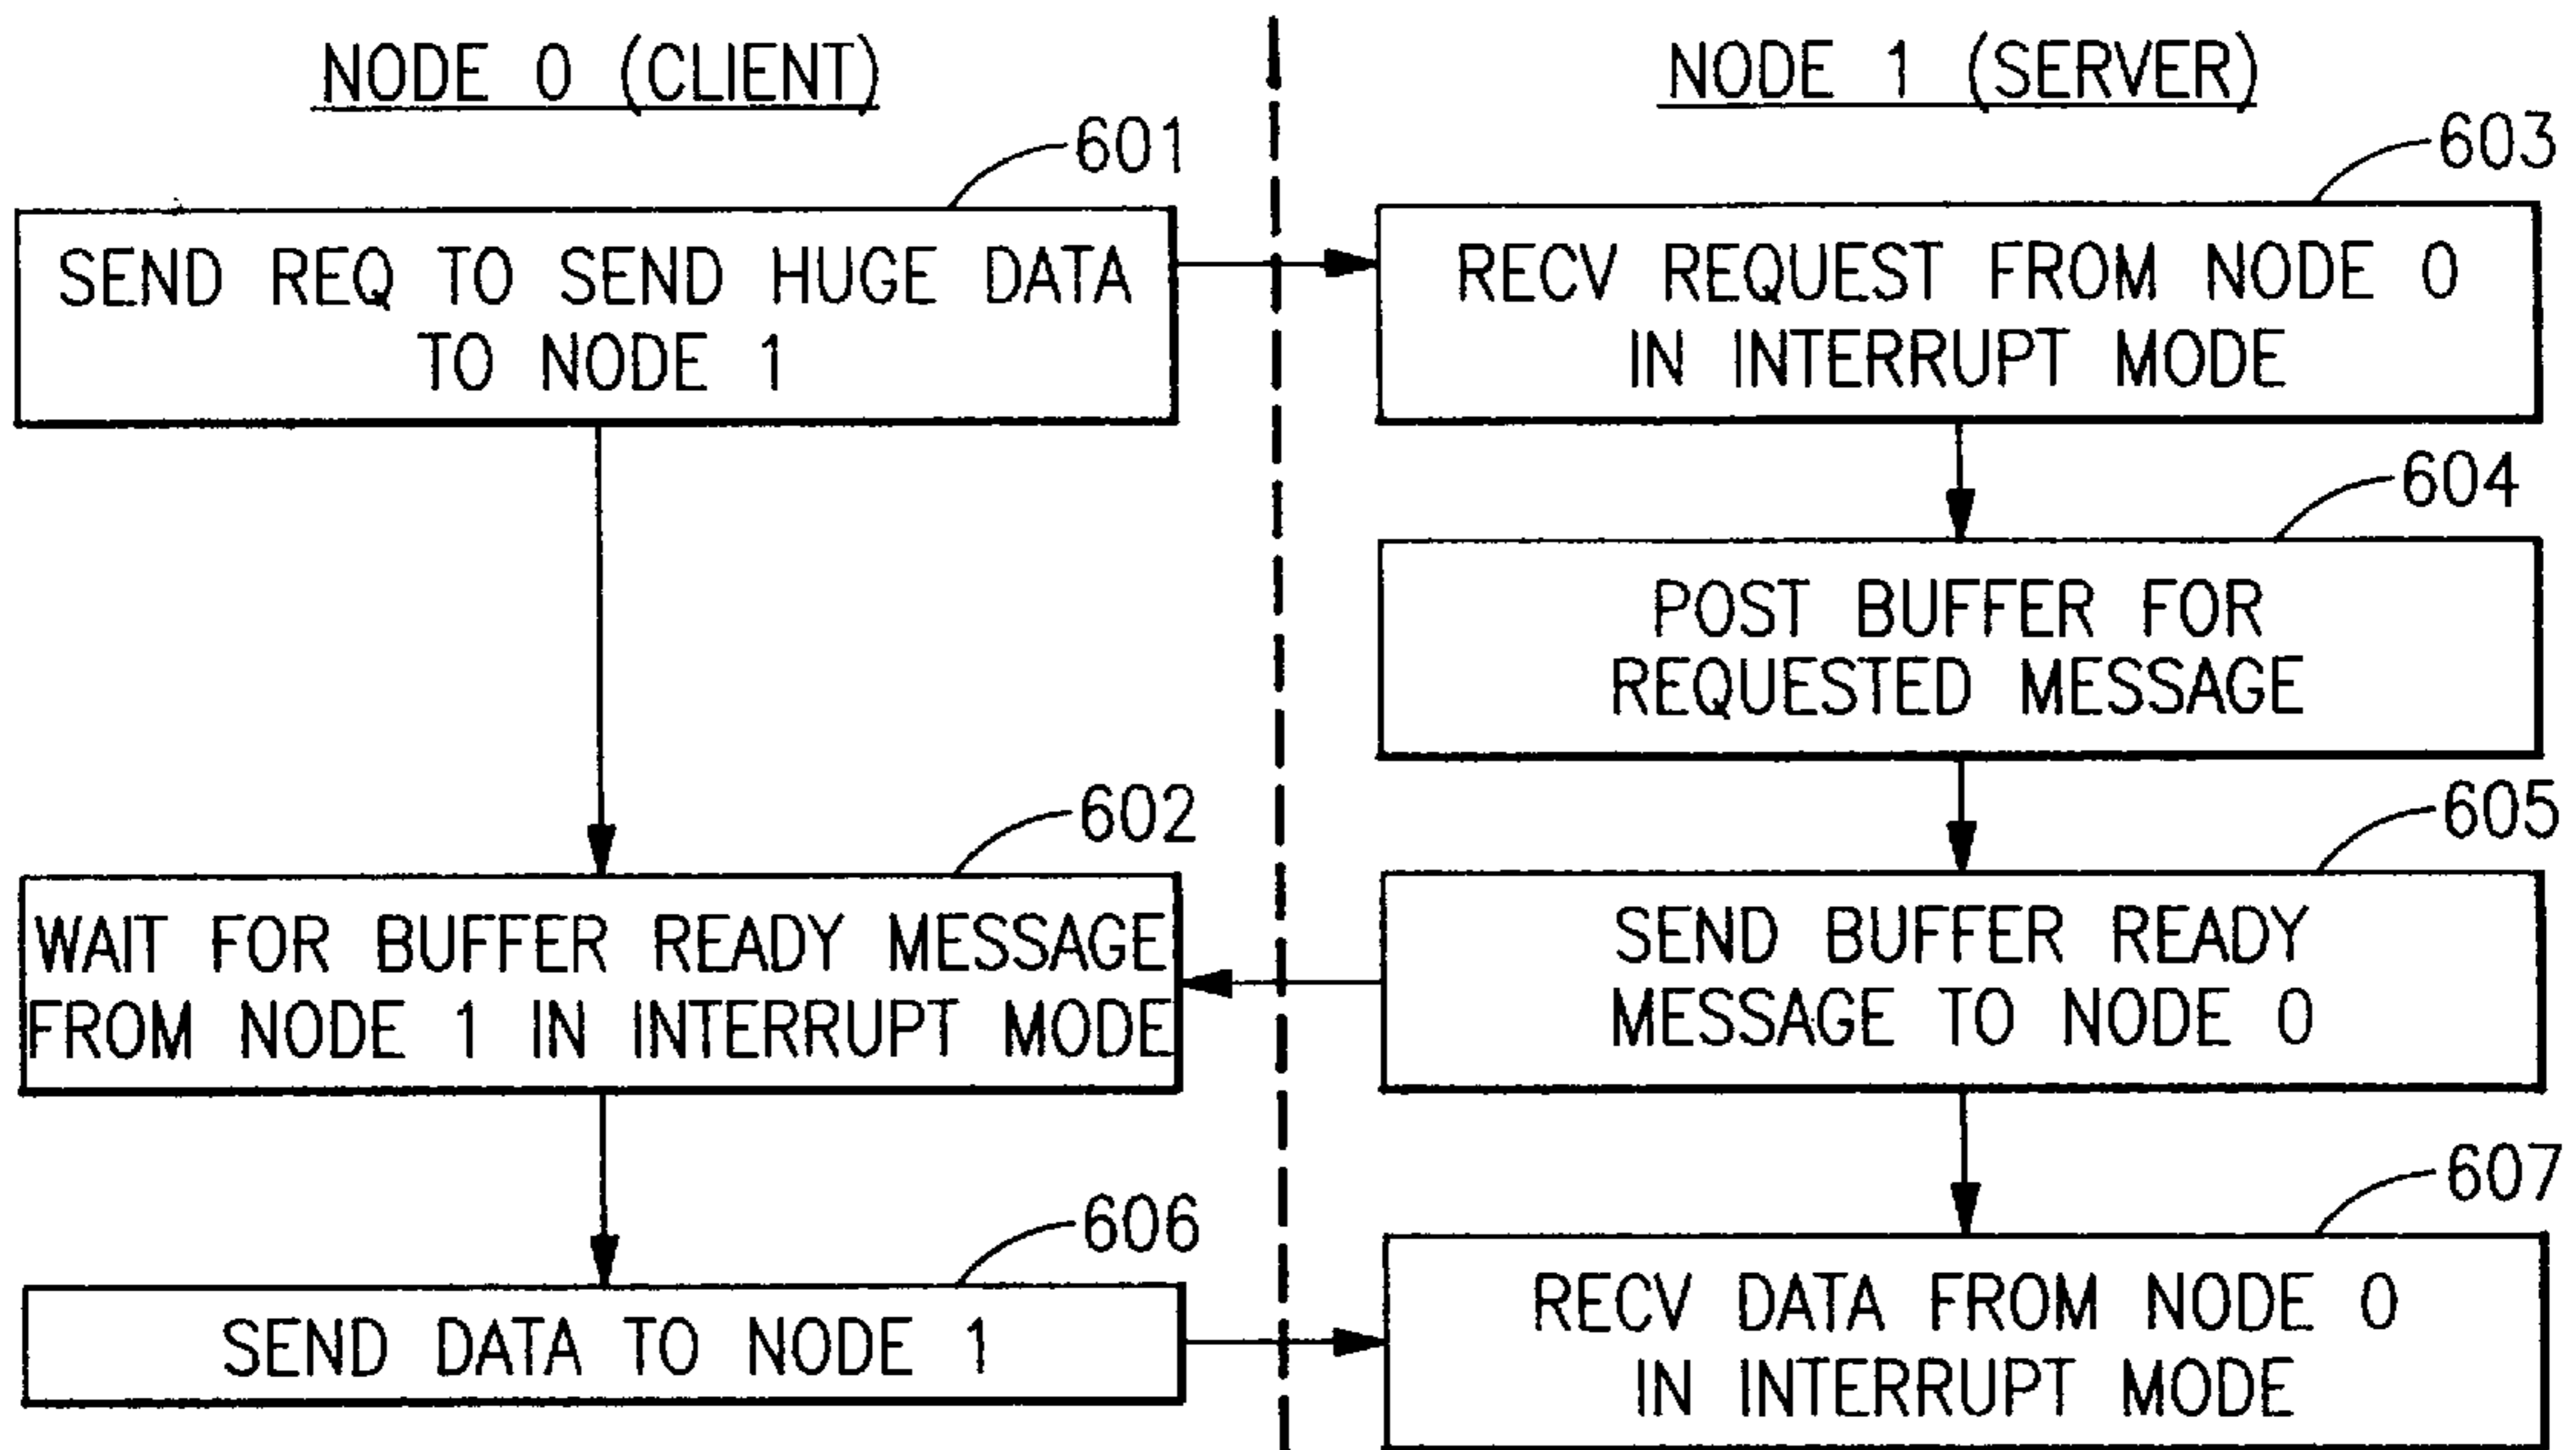 NODE 0 (CLIENT)
NODE 1 (SERVER)
601
603
SEND REQ TO SEND HUGE DATA
TO NODE 1
RECV REQUEST FROM NODE 0
IN INTERRUPT MODE
604
POST BUFFER FOR
REQUESTED MESSAGE
602
605
WAIT FOR BUFFER READY MESSAGE
FROM NODE 1 IN INTERRUPT MODE
SEND BUFFER READY
MESSAGE TO NODE 0
606
607
SEND DATA TO NODE 1
RECV DATA FROM NODE 0
IN INTERRUPT MODE